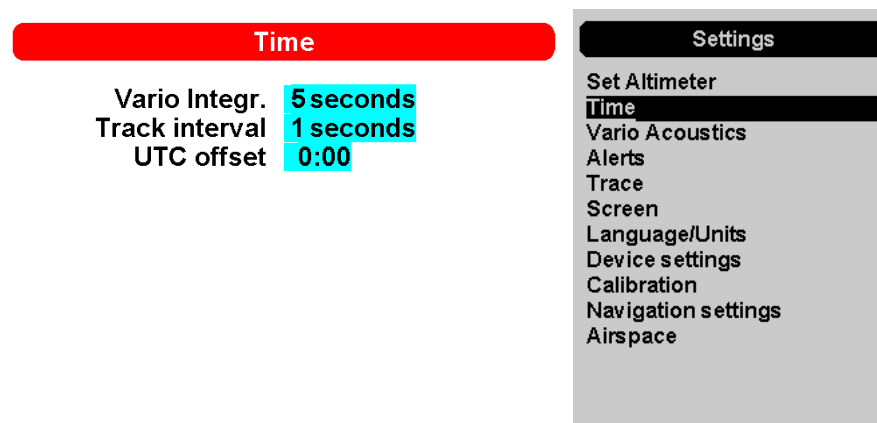 Time
Vario Integr. 5 seconds
Track interval 1 seconds
UTC offset 0:00
Settings
Set Altimeter
Time
Vario Acoustics
Alerts
Trace
Screen
Language/Units
Device settings
Calibration
Navigation settings
Airspace